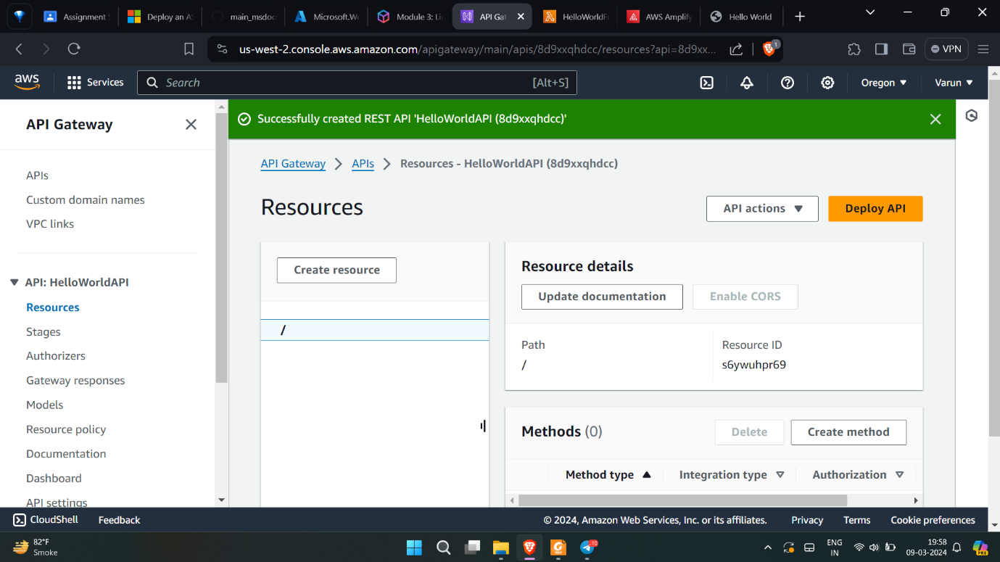 Assignment
Deploy an AS
main_msdoc
Microsoft.We
Module 3: Li
API Gat
HelloWorldFu
AWS Amplify
Hello World
us-west-2.console.aws.amazon.com/apigateway/main/apis/8d9xxqhdcc/resources?api=8d9xx...
1
VPN
aws
Services
Search
[Alt+S]
Oregon
Varun
API Gateway
Successfully created REST API 'HelloWorldAPI (8d9xxqhdcc)'
API Gateway
APIs
Resources - HelloWorldAPI (8d9xxqhdcc)
APIs
Custom domain names
VPC links
API: HelloWorldAPI
Resources
Stages
Authorizers
Gateway responses
Models
Resource policy
Documentation
Dashboard
API settings
Resources
API actions
Deploy API
Create resource
/
Resource details
Update documentation
Enable CORS
Path
/
Resource ID
s6ywuhpr69
Methods (0)
Delete
Create method
Method type
Integration type
Authorization
CloudShell
Feedback
© 2024, Amazon Web Services, Inc. or its affiliates.
Privacy
Terms
Cookie preferences
82°F
Smoke
10
ENG
IN
19:58
09-03-2024
PRE